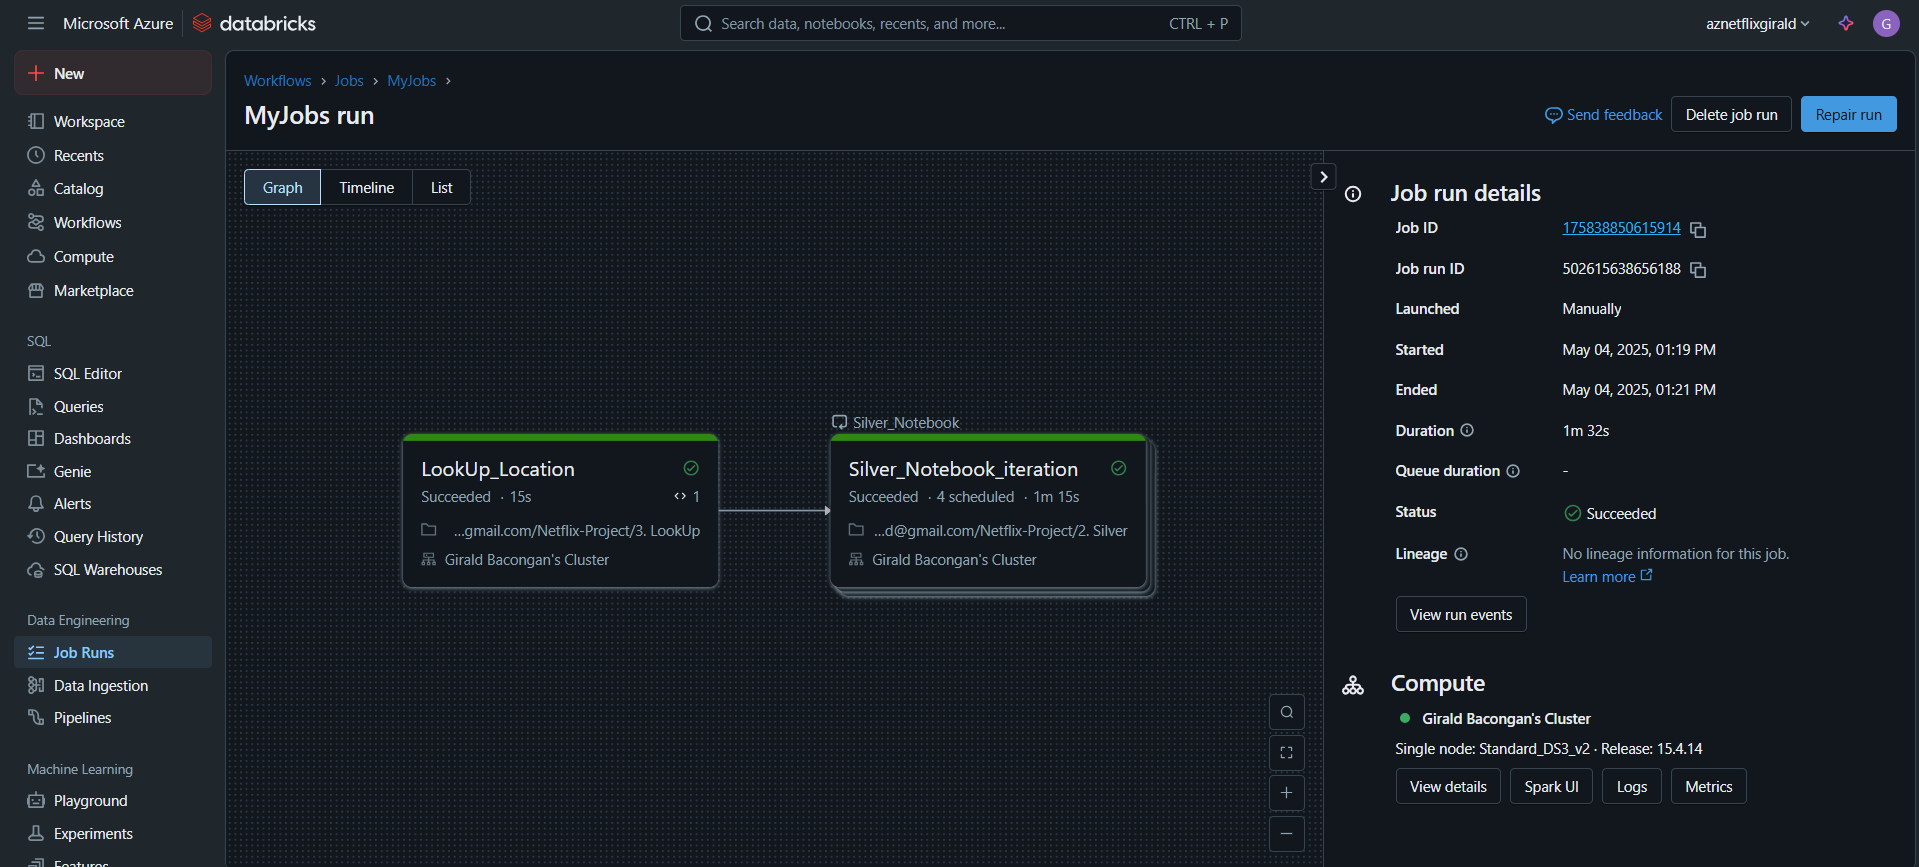 Microsoft Azure databricks
Search data, notebooks, recents, and more... CTRL + P
aznetflixgirald
G
New
Workspace
Recents
Catalog
Workflows
Compute
Marketplace
SQL
SQL Editor
Queries
Dashboards
Genie
Alerts
Query History
SQL Warehouses
Data Engineering
Job Runs
Data Ingestion
Pipelines
Machine Learning
Playground
Experiments
Features
Workflows > Jobs > MyJobs >
MyJobs run
Send feedback
Delete job run
Repair run
Graph Timeline List
LookUp_Location
Succeeded · 15s 1
...gmail.com/Netflix-Project/3. LookUp
Girald Bacongan's Cluster
Silver_Notebook
Silver_Notebook_iteration
Succeeded · 4 scheduled · 1m 15s
...d@gmail.com/Netflix-Project/2. Silver
Girald Bacongan's Cluster
Job run details
Job ID 175838850615914
Job run ID 502615638656188
Launched Manually
Started May 04, 2025, 01:19 PM
Ended May 04, 2025, 01:21 PM
Duration 1m 32s
Queue duration -
Status Succeeded
Lineage No lineage information for this job.
Learn more
View run events
Compute
Girald Bacongan's Cluster
Single node: Standard_DS3_v2 · Release: 15.4.14
View details Spark UI Logs Metrics